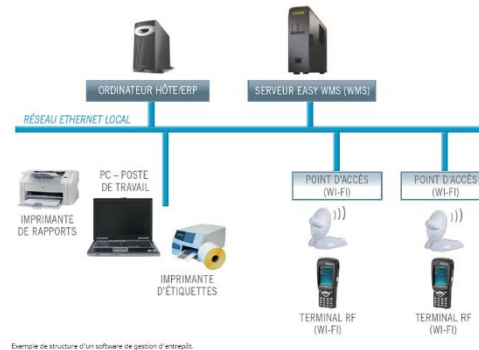 ORDINATEUR HÔTE/ERP
SERVEUR EASY WMS (WMS)
RÉSEAU ETHERNET LOCAL
PC – POSTE
DE TRAVAIL
IMPRIMANTE
DE RAPPORTS
IMPRIMANTE
D'ÉTIQUETTES
POINT D'ACCÈS
(WI-FI)
POINT D'ACCÈS
(WI-FI)
TERMINAL RF
(WI-FI)
TERMINAL RF
(WI-FI)
Exemple de structure d'un software de gestion d'entrepôt.